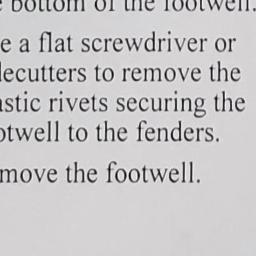 bottom of the footwell.
e a flat screwdriver or
lecutters to remove the
astic rivets securing the
otwell to the fenders.
move the footwell.